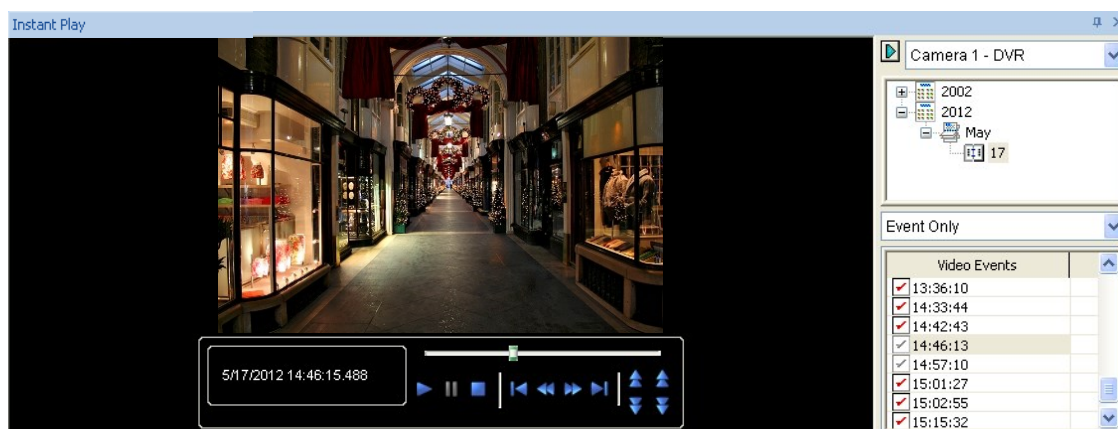 Instant Play
Camera 1 - DVR
2002
2012
May
17
Event Only
Video Events
13:36:10
14:33:44
14:42:43
14:46:13
14:57:10
15:01:27
15:02:55
15:15:32
5/17/2012 14:46:15.488